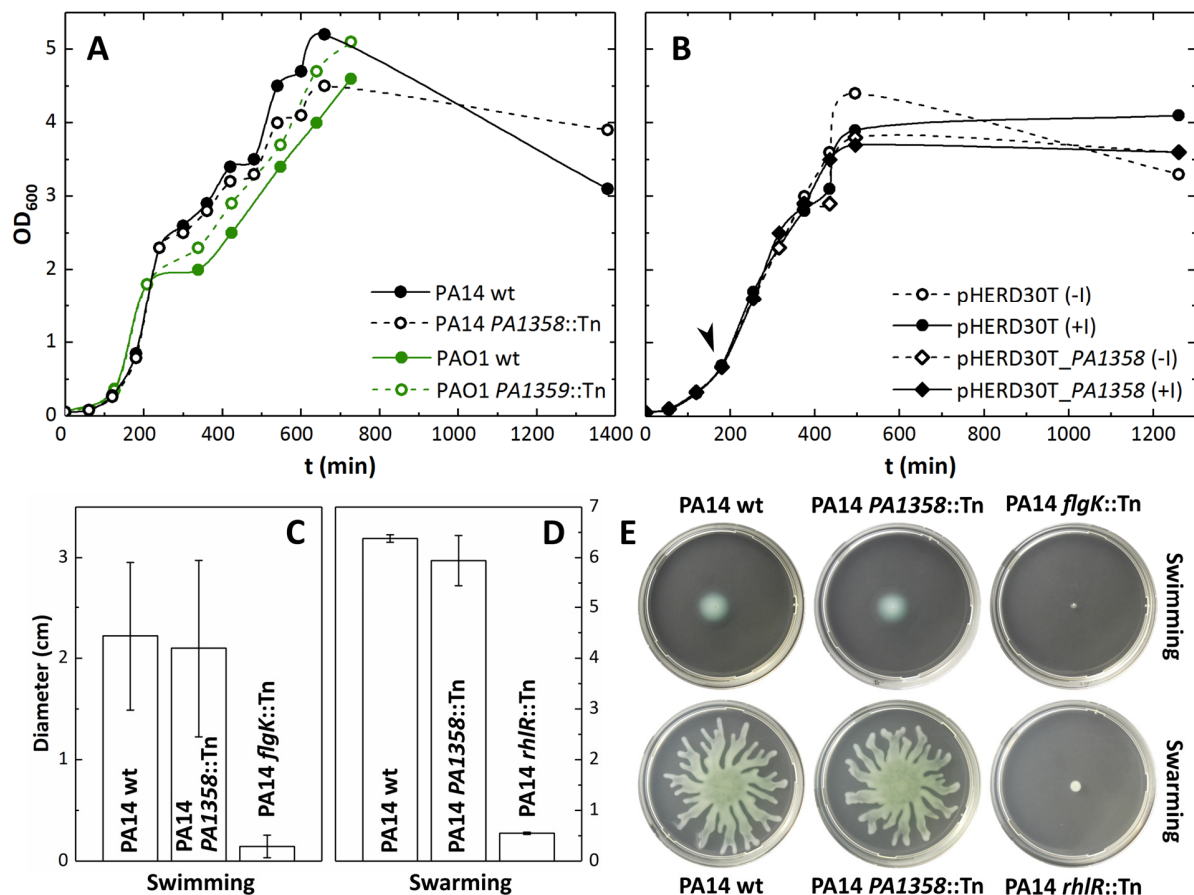 A
5
4
3
2
1
0
OD600
0
200
400
600
800
1000
1200
1400
t (min)
PA14 wt
PA14 PA1358::Tn
PAO1 wt
PAO1 PA1359::Tn
B
0
200
400
600
800
1000
1200
t (min)
pHERD30T (-I)
pHERD30T (+I)
pHERD30T_PA1358 (-I)
pHERD30T_PA1358 (+I)
C
3
2
1
0
Diameter (cm)
PA14 wt
PA14
PA1358::Tn
PA14 flgK::Tn
Swimming
D
7
6
5
4
3
2
1
0
PA14 wt
PA14 PA1358::Tn
PA14 rhlR::Tn
Swarming
E
PA14 wt
PA14 PA1358::Tn
PA14 flgK::Tn
Swimming
Swarming
PA14 wt
PA14 PA1358::Tn
PA14 rhlR::Tn